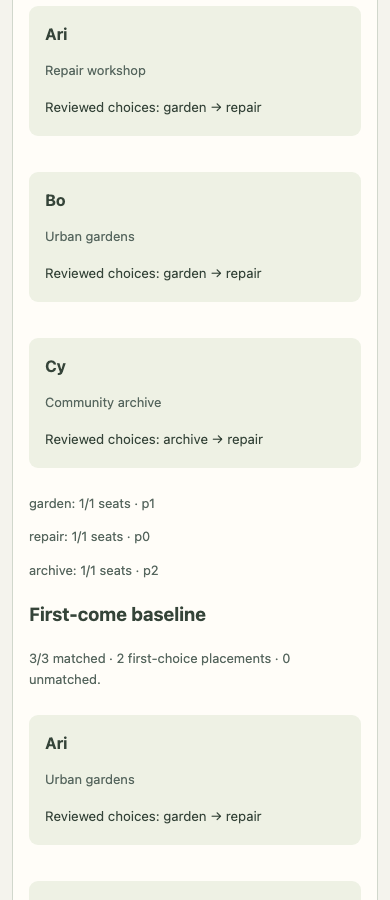 Ari
Repair workshop
Reviewed choices: garden → repair
Bo
Urban gardens
Reviewed choices: garden → repair
Cy
Community archive
Reviewed choices: archive → repair
garden: 1/1 seats · p1
repair: 1/1 seats · p0
archive: 1/1 seats · p2
First-come baseline
3/3 matched · 2 first-choice placements · 0
unmatched.
Ari
Urban gardens
Reviewed choices: garden → repair